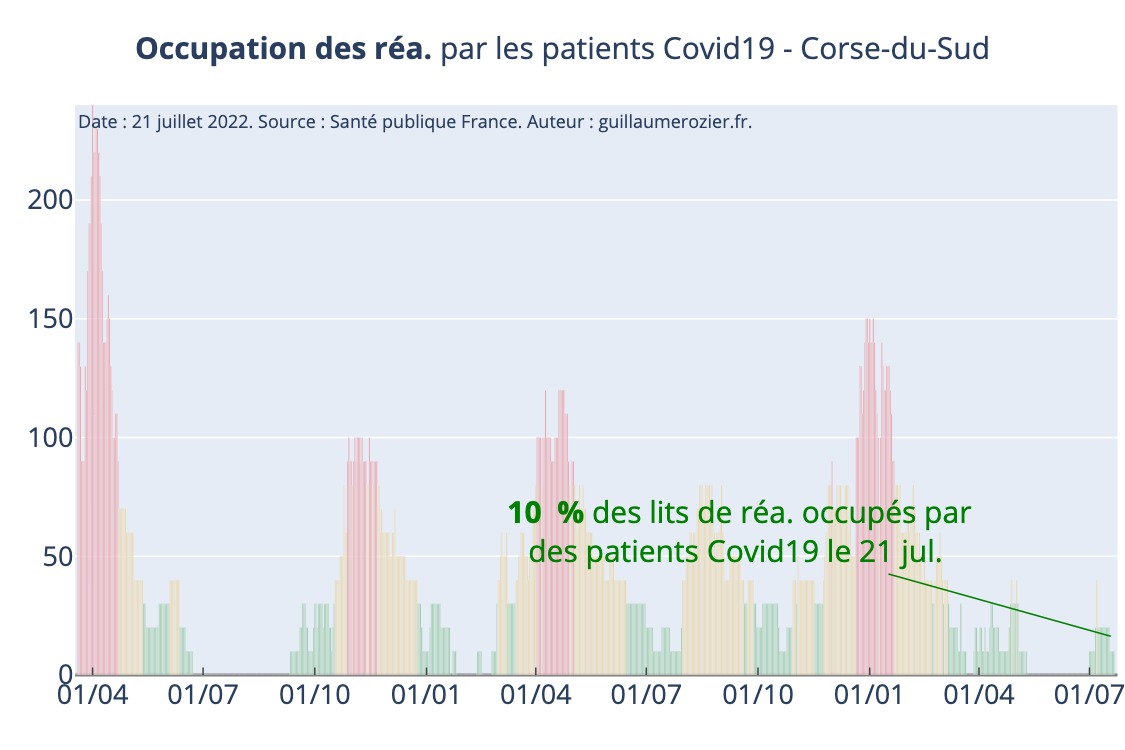 Occupation des réa. par les patients Covid19 - Corse-du-Sud
Date : 21 juillet 2022. Source : Santé publique France. Auteur : guillaumerozier.fr.
200
150
100
50
0
10 % des lits de réa. occupés par
des patients Covid19 le 21 jul.
01/04 01/07 01/10 01/01 01/04 01/07 01/10 01/01 01/04 01/07